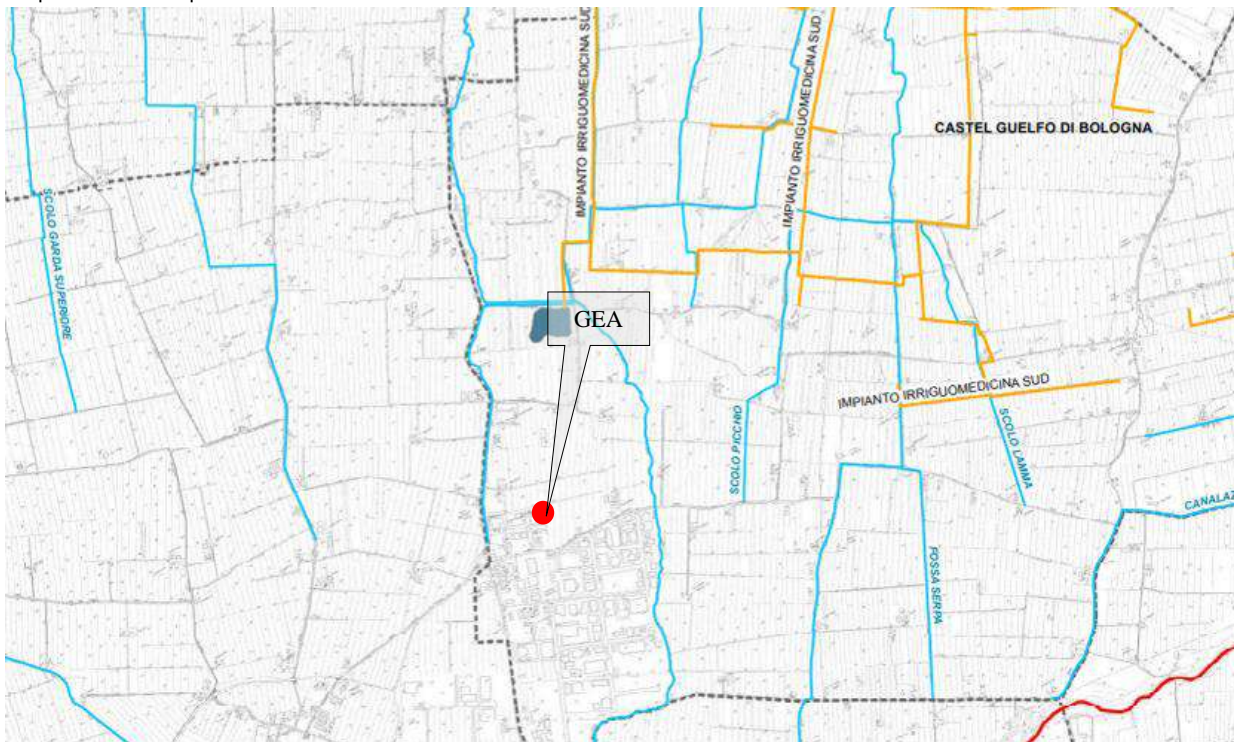 IMPIANTO IRRIGUOMEDICINA SUD
IMPIANTO IRRIGUOMEDICINA SUD
CASTEL GUELFO DI BOLOGNA
SCOLO GARDA SUPERIORE
GEA
IMPIANTO IRRIGUOMEDICINA SUD
SCOLO PICCHIO
SCOLO LAMMA
CANALAZ
FOSSA SERPA